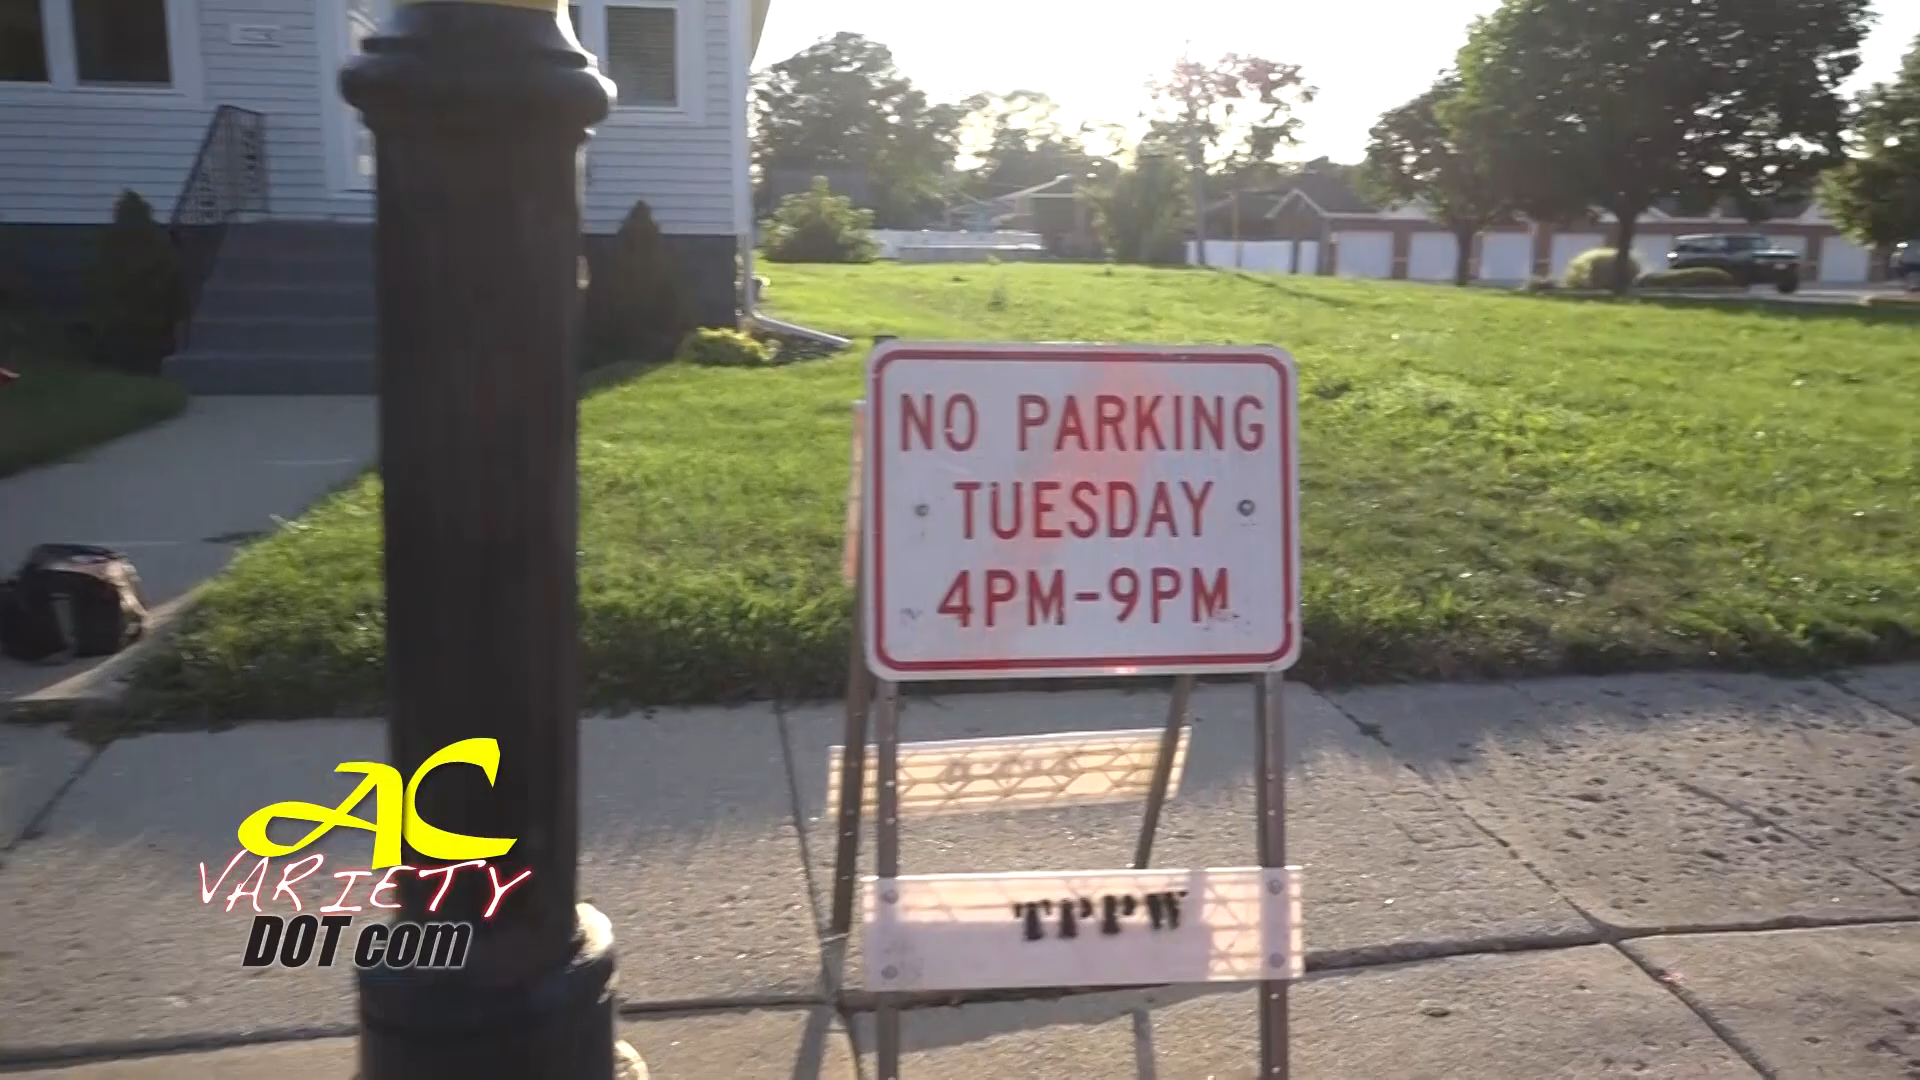 NO PARKING
TUESDAY
4PM-9PM
TPPW
AC
VARIETY
DOT com